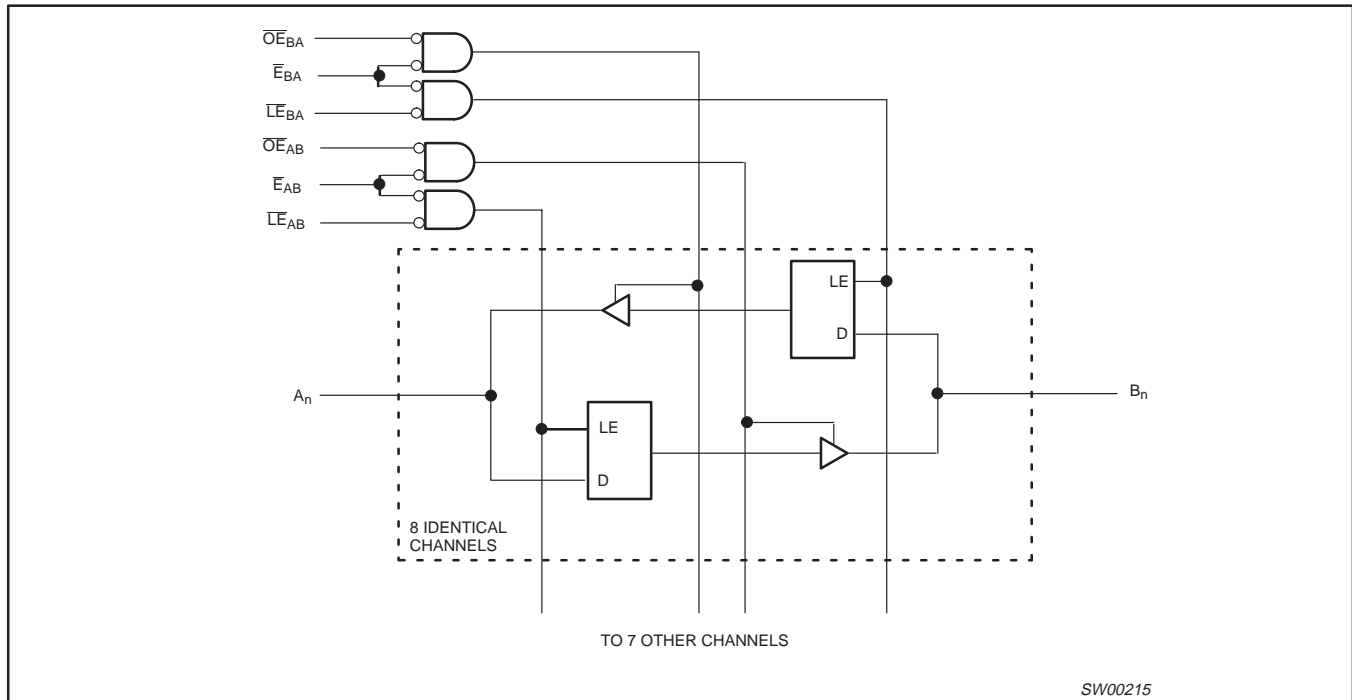 OE̅BA
E̅BA
LE̅BA
OE̅AB
E̅AB
LE̅AB
LE
D
An
Bn
LE
D
8 IDENTICAL
CHANNELS
TO 7 OTHER CHANNELS
SW00215